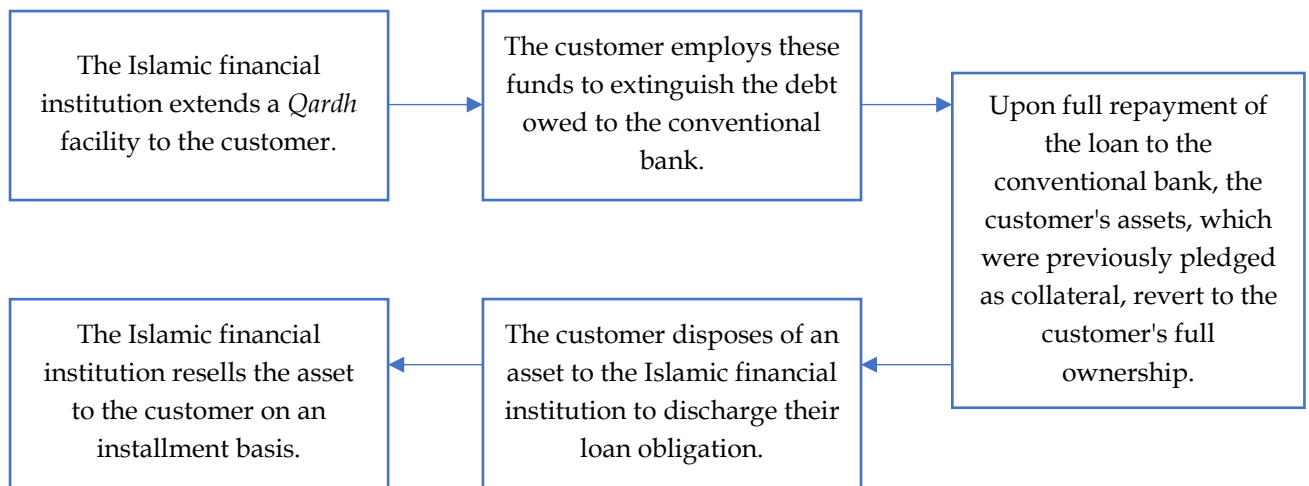 The Islamic financial
institution extends a Qardh
facility to the customer.
The customer employs these
funds to extinguish the debt
owed to the conventional
bank.
Upon full repayment of
the loan to the
conventional bank, the
customer's assets, which
were previously pledged
as collateral, revert to the
customer's full
ownership.
The customer disposes of an
asset to the Islamic financial
institution to discharge their
loan obligation.
The Islamic financial
institution resells the asset
to the customer on an
installment basis.